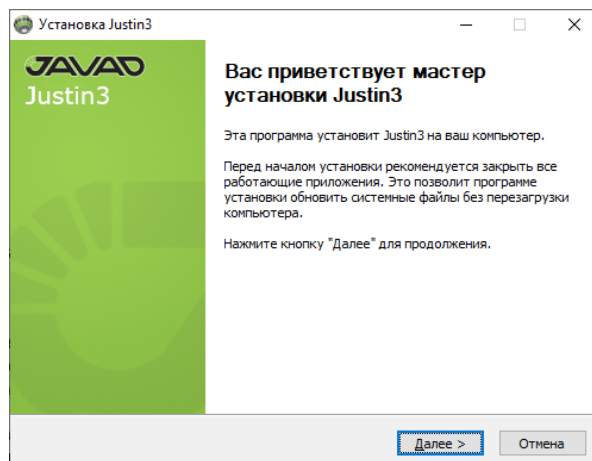 Установка Justin3
JAVAD
Justin3
Вас приветствует мастер
установки Justin3
Эта программа установит Justin3 на ваш компьютер.
Перед началом установки рекомендуется закрыть все
работающие приложения. Это позволит программе
установки обновить системные файлы без перезагрузки
компьютера.
Нажмите кнопку "Далее" для продолжения.
Далее >
Отмена